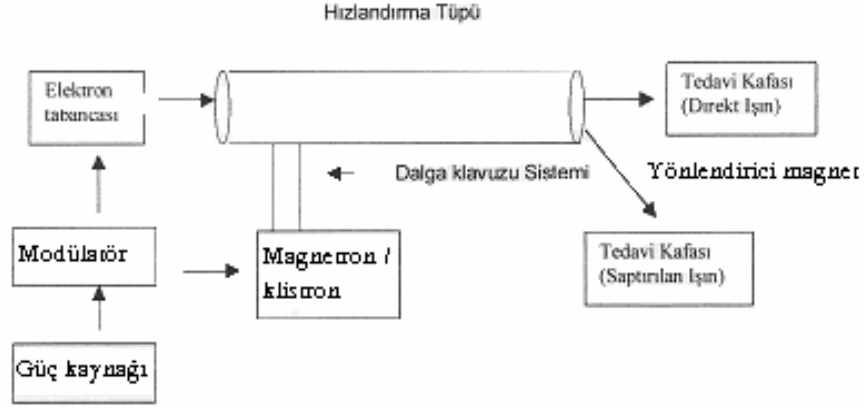 Hızlandırma Tüpü
Elektron
tabancası
Tedavi Kafası
(Direkt Işın)
Dalga klavuzu Sistemi
Yönlendirici magner
Modülatör
Magnetron /
klistron
Tedavi Kafası
(Saptırılan Işın)
Güç kaynağı